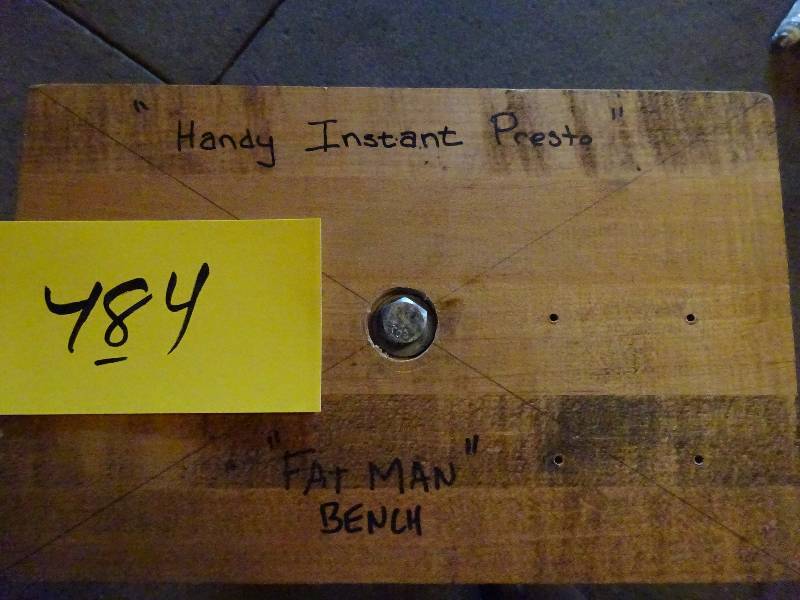 "Handy Instant Presto"
484
"FAT MAN"
BENCH